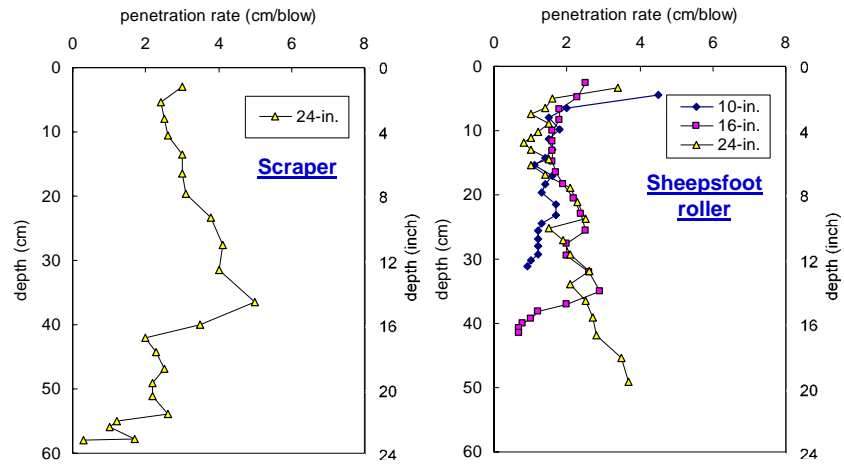 penetration rate (cm/blow)
0 2 4 6 8
0
10
20
30
40
50
60
depth (cm)
0
4
8
12
16
20
24
depth (inch)
24-in.
Scraper
penetration rate (cm/blow)
0 2 4 6 8
0
10
20
30
40
50
60
depth (cm)
0
4
8
12
16
20
24
depth (inch)
10-in.
16-in.
24-in.
Sheepsfoot
roller